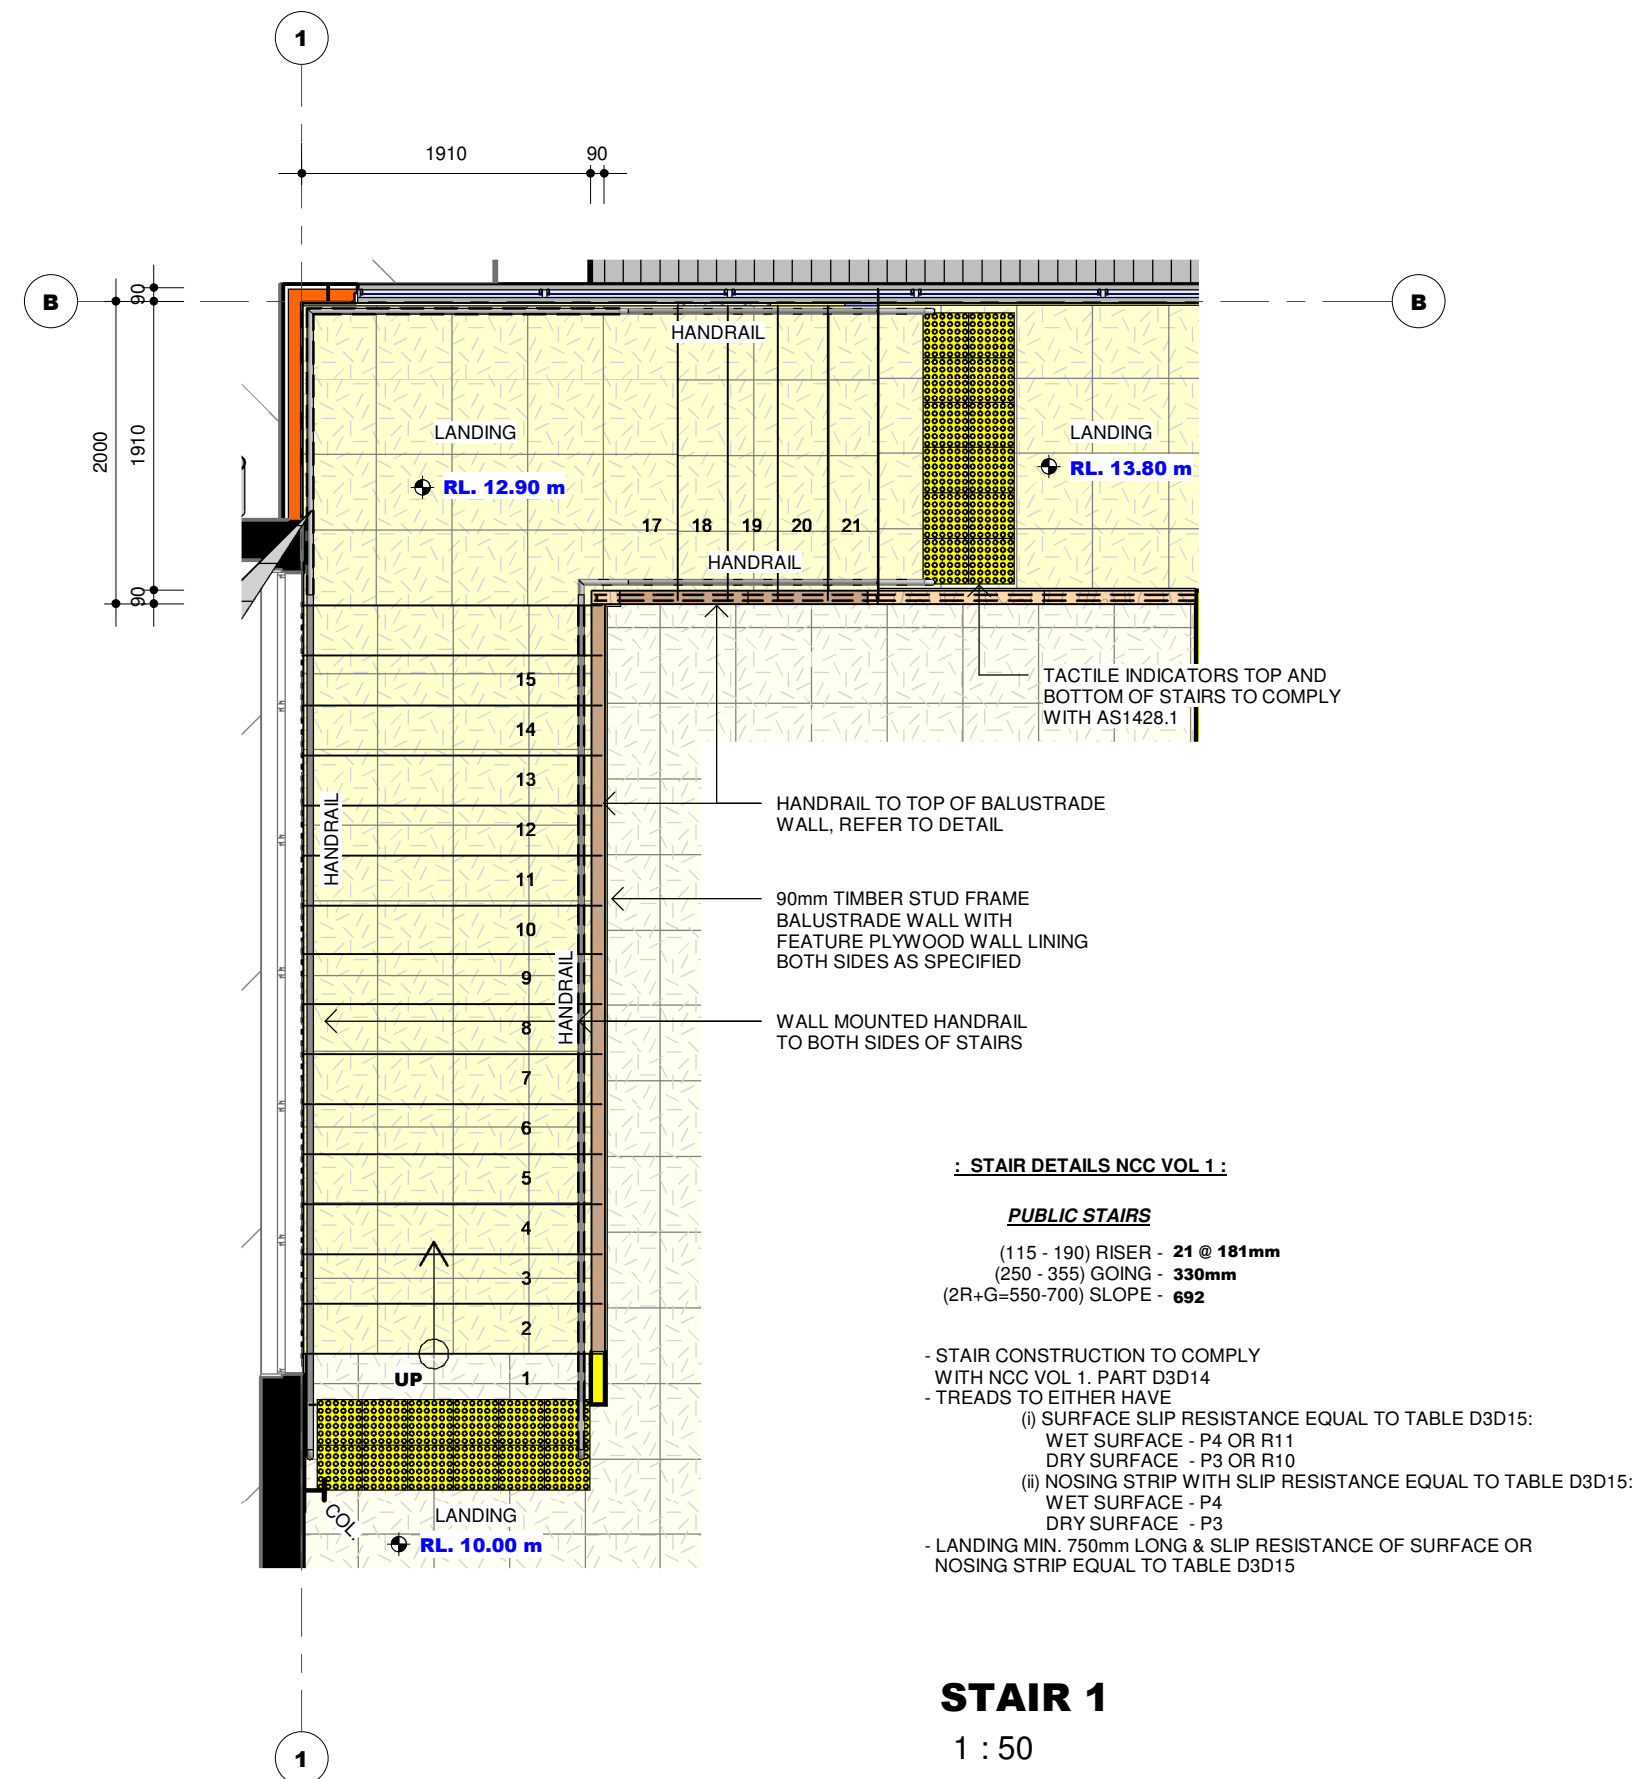 1
1910
90
B
B
90
2000
1910
90
HANDRAIL
LANDING
RL. 12.90 m
LANDING
RL. 13.80 m
17
18
19
20
21
HANDRAIL
TACTILE INDICATORS TOP AND
BOTTOM OF STAIRS TO COMPLY
WITH AS1428.1
15
14
13
12
11
10
9
8
7
6
5
4
3
2
1
UP
HANDRAIL
HANDRAIL
HANDRAIL TO TOP OF BALUSTRADE
WALL, REFER TO DETAIL
90mm TIMBER STUD FRAME
BALUSTRADE WALL WITH
FEATURE PLYWOOD WALL LINING
BOTH SIDES AS SPECIFIED
WALL MOUNTED HANDRAIL
TO BOTH SIDES OF STAIRS
COL.
LANDING
RL. 10.00 m
: STAIR DETAILS NCC VOL 1 :
PUBLIC STAIRS
(115 - 190) RISER - 21 @ 181mm
(250 - 355) GOING - 330mm
(2R+G=550-700) SLOPE - 692
- STAIR CONSTRUCTION TO COMPLY
WITH NCC VOL 1. PART D3D14
- TREADS TO EITHER HAVE
(i) SURFACE SLIP RESISTANCE EQUAL TO TABLE D3D15:
WET SURFACE - P4 OR R11
DRY SURFACE - P3 OR R10
(ii) NOSING STRIP WITH SLIP RESISTANCE EQUAL TO TABLE D3D15:
WET SURFACE - P4
DRY SURFACE - P3
- LANDING MIN. 750mm LONG & SLIP RESISTANCE OF SURFACE OR
NOSING STRIP EQUAL TO TABLE D3D15
STAIR 1
1 : 50
1